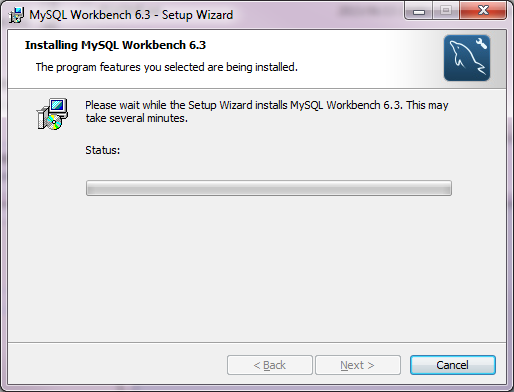 MySQL Workbench 6.3 - Setup Wizard
Installing MySQL Workbench 6.3
The program features you selected are being installed.
Please wait while the Setup Wizard installs MySQL Workbench 6.3. This may
take several minutes.
Status:
< Back Next > Cancel